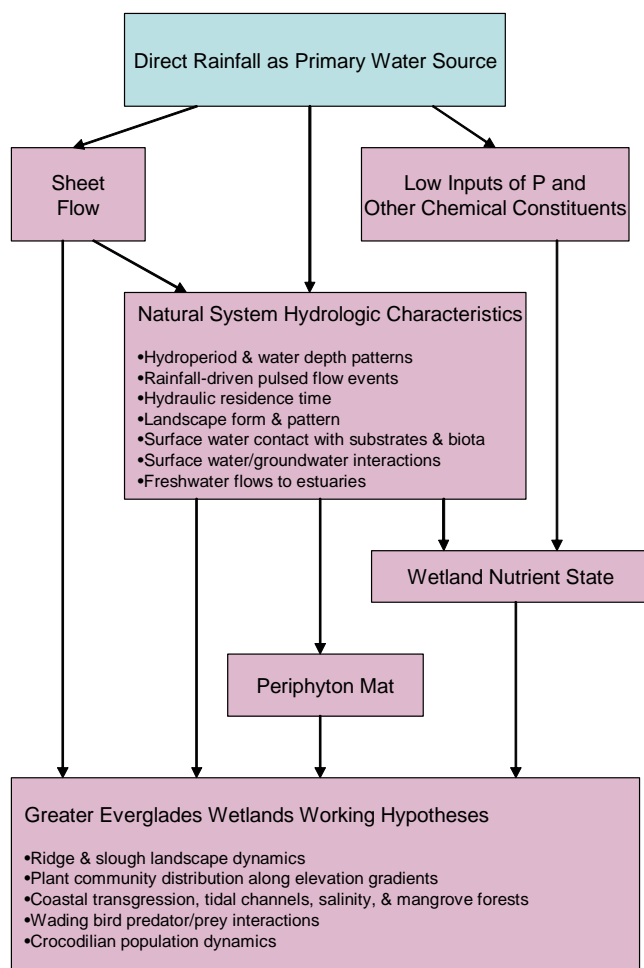 Direct Rainfall as Primary Water Source
Sheet
Flow
Low Inputs of P and
Other Chemical Constituents
Natural System Hydrologic Characteristics
•Hydroperiod & water depth patterns
•Rainfall-driven pulsed flow events
•Hydraulic residence time
•Landscape form & pattern
•Surface water contact with substrates & biota
•Surface water/groundwater interactions
•Freshwater flows to estuaries
Wetland Nutrient State
Periphyton Mat
Greater Everglades Wetlands Working Hypotheses
•Ridge & slough landscape dynamics
•Plant community distribution along elevation gradients
•Coastal transgression, tidal channels, salinity, & mangrove forests
•Wading bird predator/prey interactions
•Crocodilian population dynamics